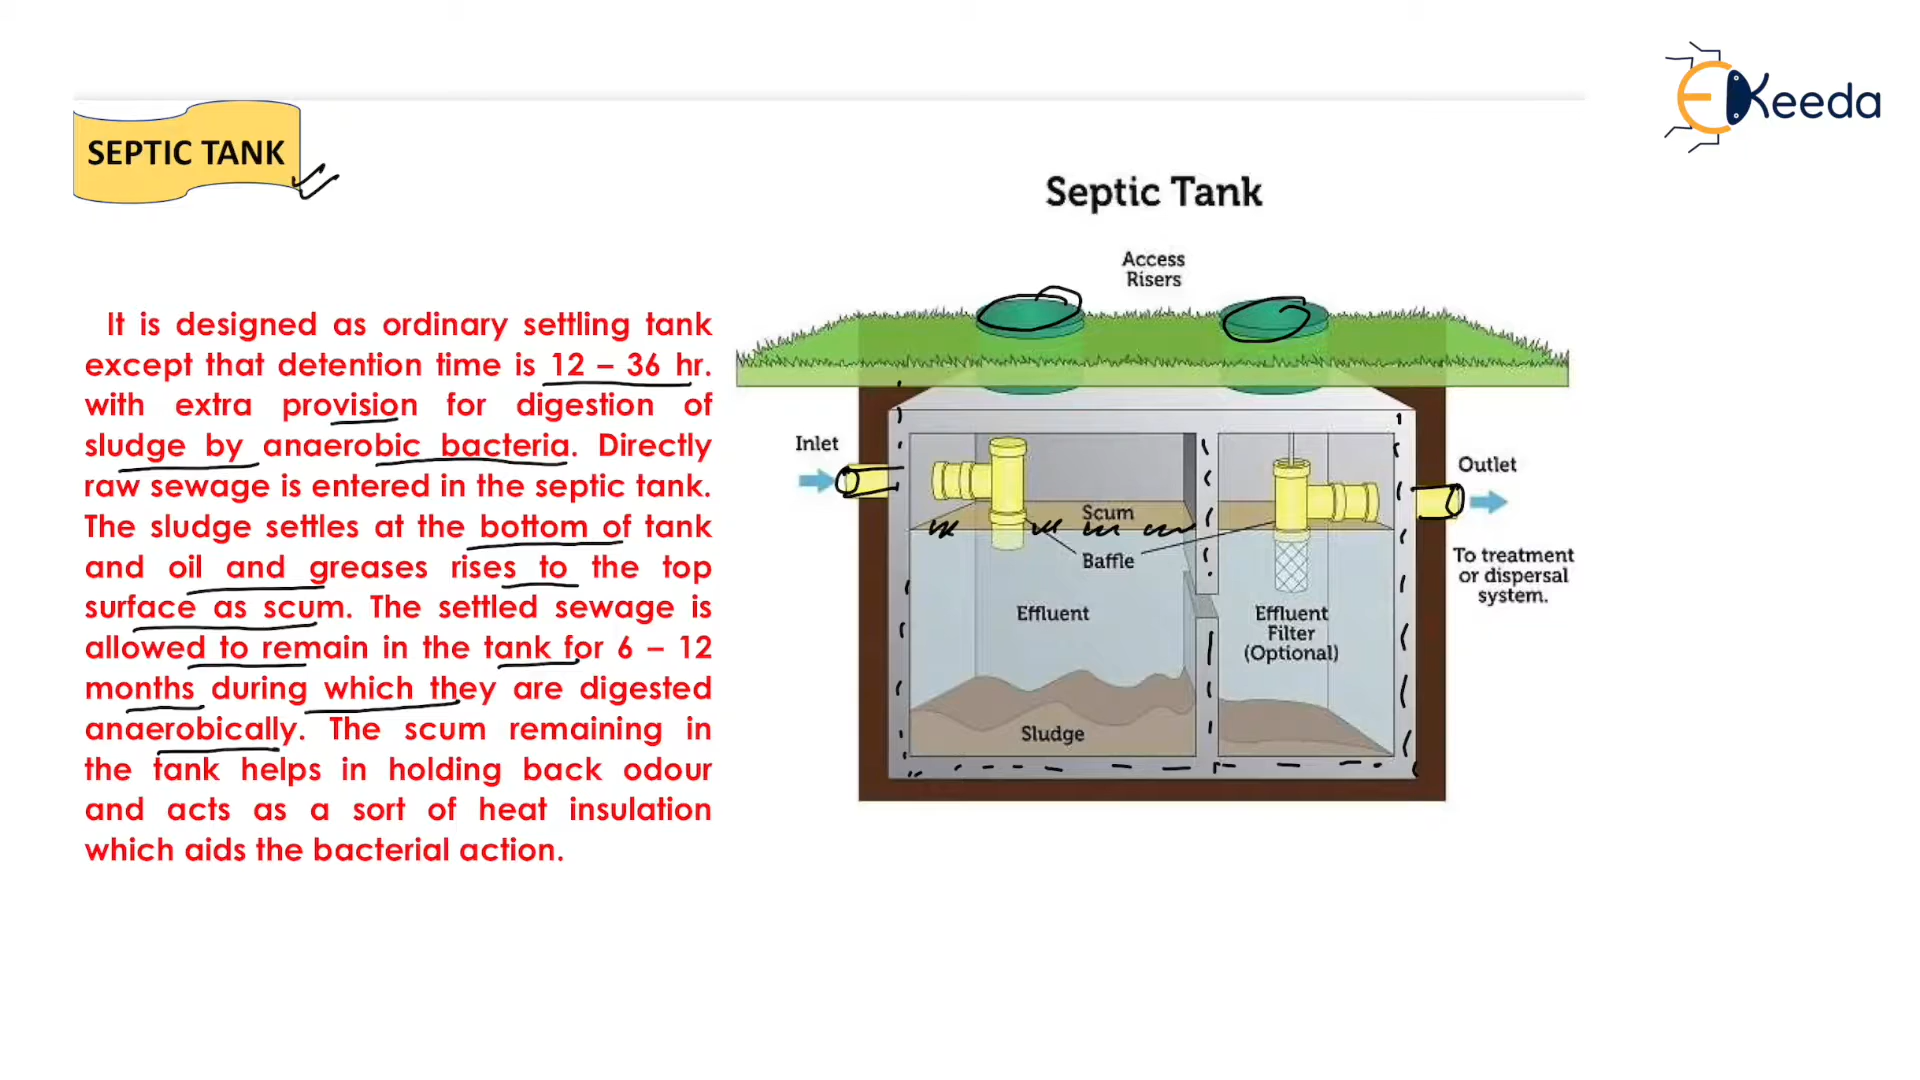 EKeeda
SEPTIC TANK
Septic Tank
Access
Risers
It is designed as ordinary settling tank
except that detention time is 12 – 36 hr.
with extra provision for digestion of
sludge by anaerobic bacteria. Directly
raw sewage is entered in the septic tank.
The sludge settles at the bottom of tank
and oil and greases rises to the top
surface as scum. The settled sewage is
allowed to remain in the tank for 6 – 12
months during which they are digested
anaerobically. The scum remaining in
the tank helps in holding back odour
and acts as a sort of heat insulation
which aids the bacterial action.
Inlet
Outlet
Scum
Baffle
To treatment
or dispersal
system.
Effluent
Effluent
Filter
(Optional)
Sludge